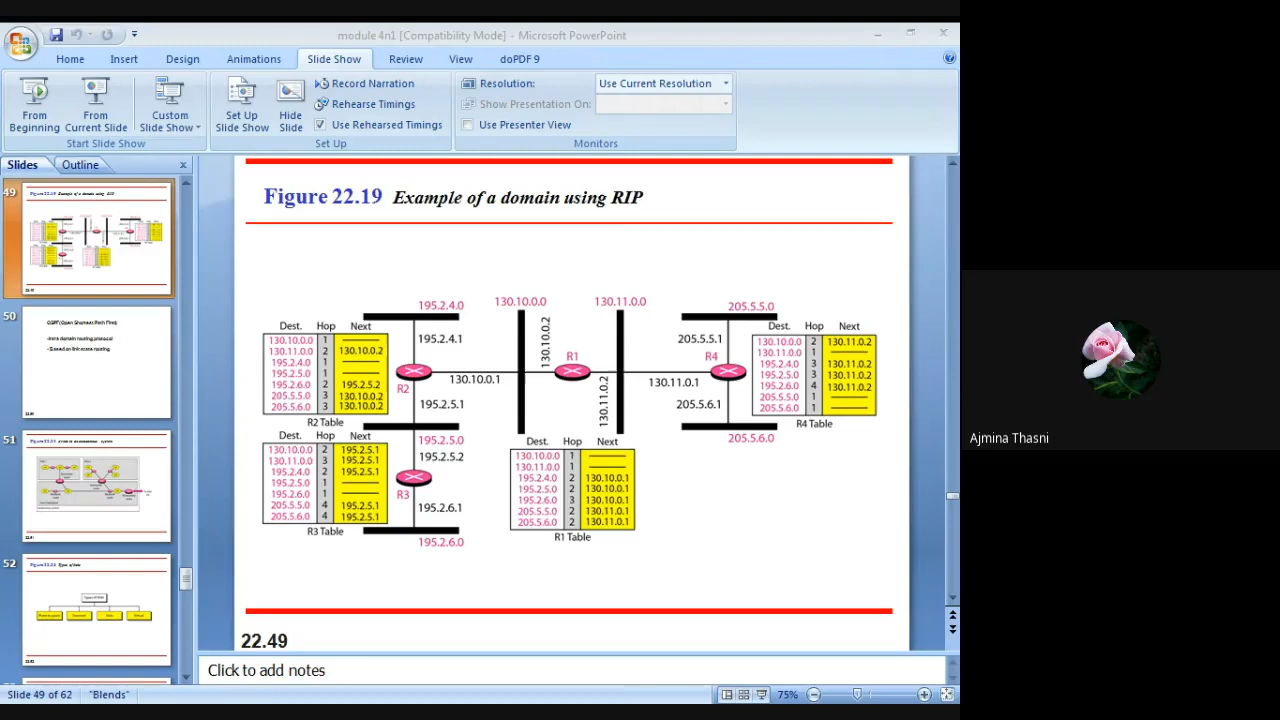 module 4n1 [Compatibility Mode] - Microsoft PowerPoint
Home Insert Design Animations Slide Show Review View doPDF 9
From Beginning
From Current Slide
Custom Slide Show
Start Slide Show
Set Up Slide Show
Hide Slide
Record Narration
Rehearse Timings
Use Rehearsed Timings
Set Up
Resolution: Use Current Resolution
Show Presentation On:
Use Presenter View
Monitors
Slides Outline x
49
50
OSPF(Open Shortest Path First)
51
52
Figure 22.19 Example of a domain using RIP
195.2.4.0
130.10.0.0
130.11.0.0
205.5.5.0
Dest. Hop Next
130.10.0.0 1
130.11.0.0 2 130.10.0.2
195.2.4.0 1
195.2.5.0 1
195.2.6.0 2 195.2.5.2
205.5.5.0 3 130.10.0.2
205.5.6.0 3 130.10.0.2
R2 Table
195.2.4.1
R2
195.2.5.1
130.10.0.1
130.10.0.2
R1
130.11.0.2
130.11.0.1
205.5.5.1
R4
205.5.6.1
205.5.6.0
Dest. Hop Next
130.10.0.0 2 130.11.0.2
130.11.0.0 1
195.2.4.0 3 130.11.0.2
195.2.5.0 3 130.11.0.2
195.2.6.0 4 130.11.0.2
205.5.5.0 1
205.5.6.0 1
R4 Table
Dest. Hop Next
130.10.0.0 2 195.2.5.1
130.11.0.0 3 195.2.5.1
195.2.4.0 2 195.2.5.1
195.2.5.0 1
195.2.6.0 1
205.5.5.0 4 195.2.5.1
205.5.6.0 4 195.2.5.1
R3 Table
195.2.5.0
195.2.5.2
R3
195.2.6.1
195.2.6.0
Dest. Hop Next
130.10.0.0 1
130.11.0.0 1
195.2.4.0 2 130.10.0.1
195.2.5.0 2 130.10.0.1
195.2.6.0 3 130.10.0.1
205.5.5.0 2 130.11.0.1
205.5.6.0 2 130.11.0.1
R1 Table
22.49
Click to add notes
Slide 49 of 62 "Blends" 75%
Ajmina Thasni